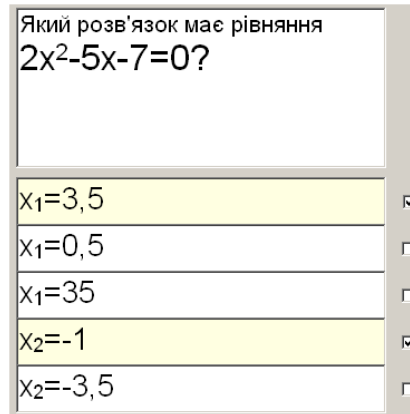 Який розв'язок має рівняння
2x²-5x-7=0?
x₁=3,5
x₁=0,5
x₁=35
x₂=-1
x₂=-3,5